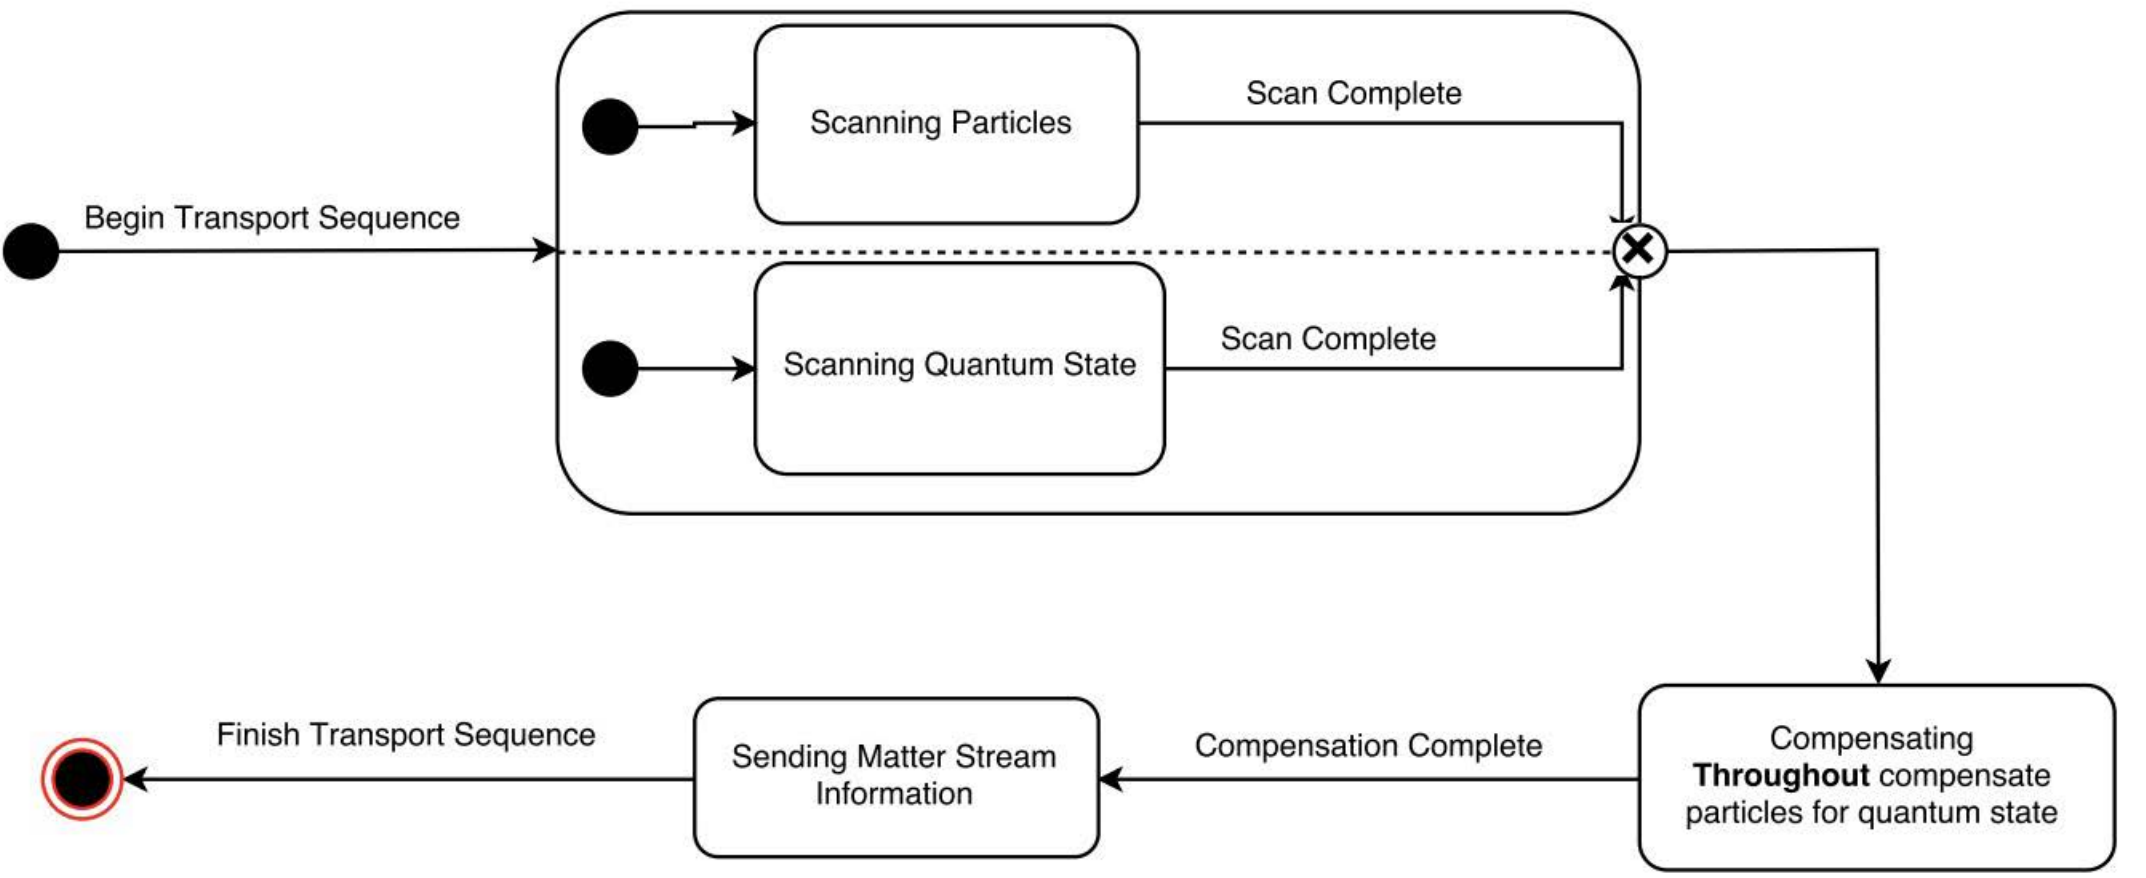 Scan Complete
Scanning Particles
Begin Transport Sequence
Scan Complete
Scanning Quantum State
Finish Transport Sequence
Sending Matter Stream
Information
Compensation Complete
Compensating
Throughout compensate
particles for quantum state